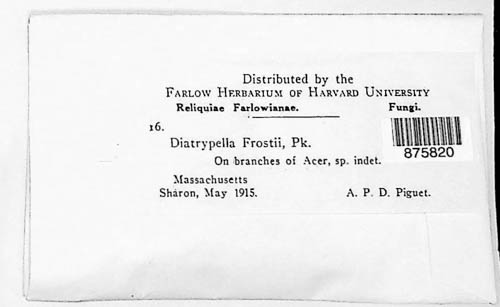 Distributed by the
FARLOW HERBARIUM OF HARVARD UNIVERSITY
Reliquiae Farlowianae. Fungi.
16.
Diatrypella Frostii, Pk.
On branches of Acer, sp. indet.
875820
Massachusetts
Sharon, May 1915. A. P. D. Piguet.